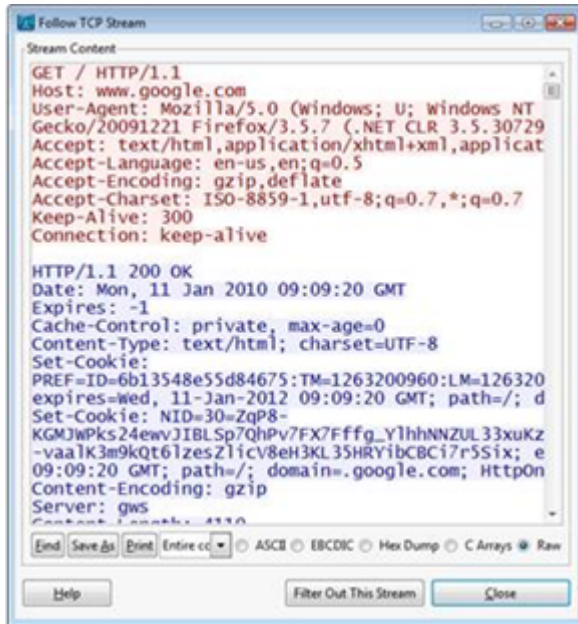 Follow TCP Stream
Stream Content
GET / HTTP/1.1
Host: www.google.com
User-Agent: Mozilla/5.0 (Windows; U; Windows NT
Gecko/20091221 Firefox/3.5.7 (.NET CLR 3.5.30729
Accept: text/html,application/xhtml+xml,applicat
Accept-Language: en-us,en;q=0.5
Accept-Encoding: gzip,deflate
Accept-Charset: ISO-8859-1,utf-8;q=0.7,*;q=0.7
Keep-Alive: 300
Connection: keep-alive
HTTP/1.1 200 OK
Date: Mon, 11 Jan 2010 09:09:20 GMT
Expires: -1
Cache-Control: private, max-age=0
Content-Type: text/html; charset=UTF-8
Set-Cookie:
PREF=ID=6b13548e55d84675:TM=1263200960:LM=126320
expires=Wed, 11-Jan-2012 09:09:20 GMT; path=/; d
Set-Cookie: NID=30=ZqP8-
KGMJWPks24ewvJIBLSp7QhPv7FX7Fffg_YlhhNNZUL33xuKz
-vaalK3m9kQt6lzesZlicV8eH3KL35HRYibCBCi7r5Six; e
09:09:20 GMT; path=/; domain=.google.com; HttpOn
Content-Encoding: gzip
Server: gws
Content-Length: 4110
Find Save As Print Entire cc ASCII EBCDIC Hex Dump C Arrays Raw
Help Filter Out This Stream Close